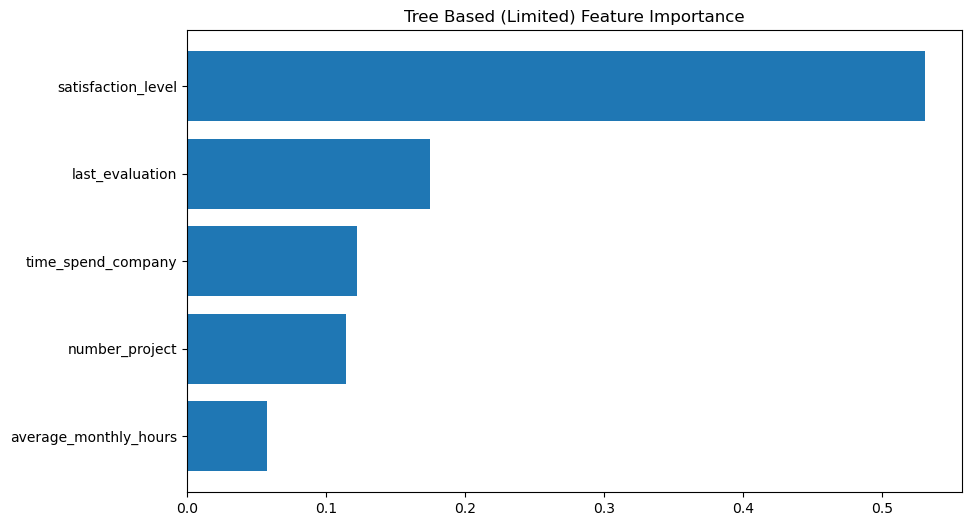 Tree Based (Limited) Feature Importance
satisfaction_level
last_evaluation
time_spend_company
number_project
average_monthly_hours
0.0 0.1 0.2 0.3 0.4 0.5